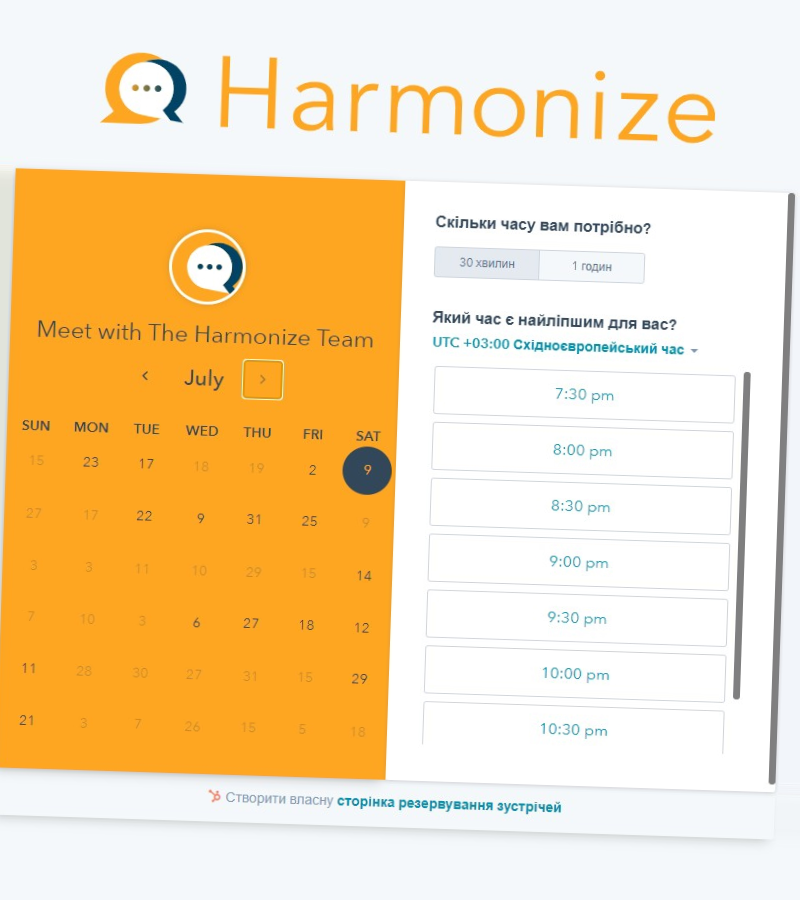 Harmonize
Meet with The Harmonize Team
July
SUN MON TUE WED THU FRI SAT
15 23 17 18 19 2 9
27 17 22 9 31 25 9
3 3 11 10 29 15 14
7 10 3 6 27 18 12
11 28 30 27 31 15 29
21 3 7 26 15 5 18
Скільки часу вам потрібно?
30 хвилин 1 годин
Який час є найліпшим для вас?
UTC +03:00 Східноєвропейський час
7:30 pm
8:00 pm
8:30 pm
9:00 pm
9:30 pm
10:00 pm
10:30 pm
Створити власну сторінка резервування зустрічей